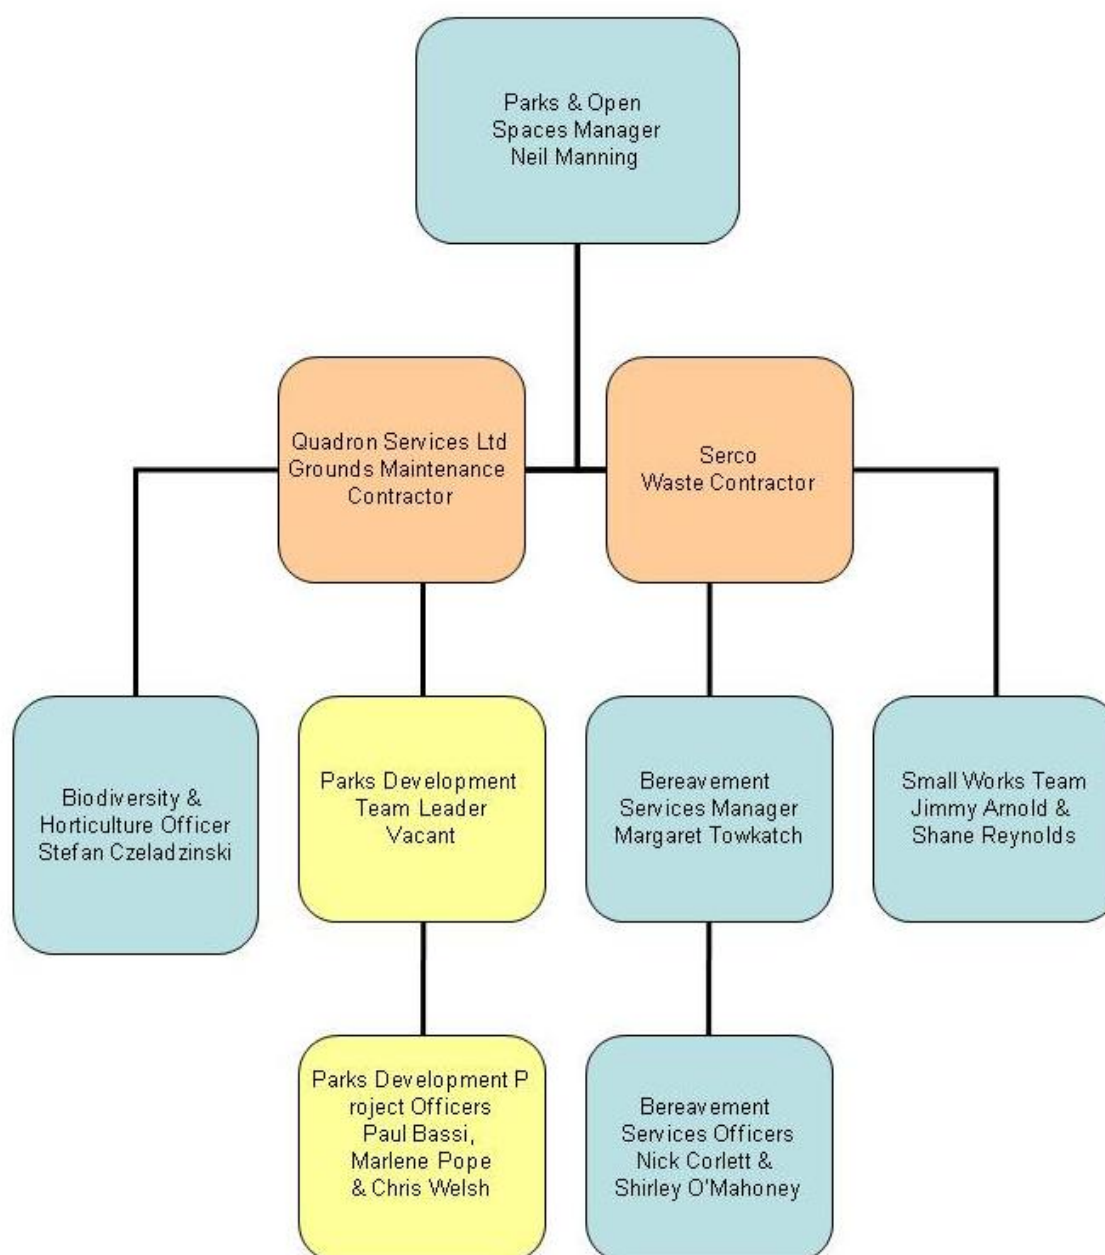 Parks & Open
Spaces Manager
Neil Manning
Quadron Services Ltd
Grounds Maintenance
Contractor
Serco
Waste Contractor
Biodiversity &
Horticulture Officer
Stefan Czeladzinski
Parks Development
Team Leader
Vacant
Bereavement
Services Manager
Margaret Towkatch
Small Works Team
Jimmy Arnold &
Shane Reynolds
Parks Development P
roject Officers
Paul Bassi,
Marlene Pope
& Chris Welsh
Bereavement
Services Officers
Nick Corlett &
Shirley O'Mahoney